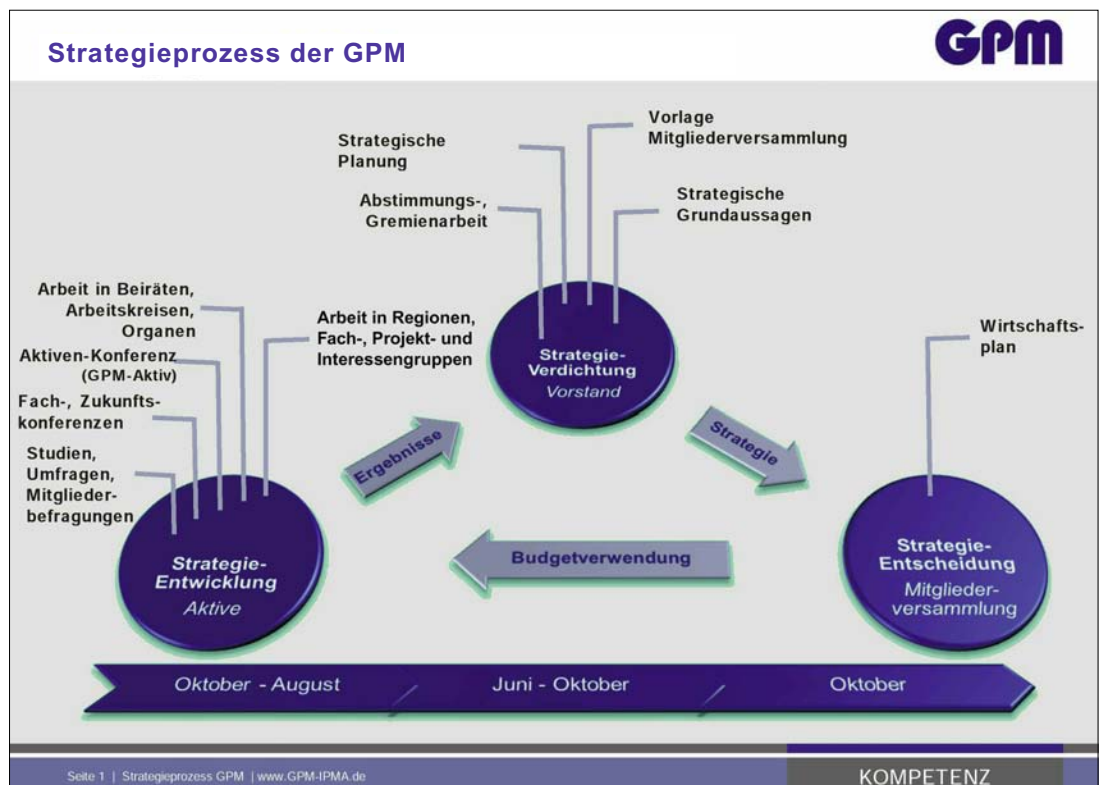 Strategieprozess der GPM
GPM
Strategische
Planung
Vorlage
Mitgliederversammlung
Abstimmungs-,
Gremienarbeit
Strategische
Grundaussagen
Arbeit in Beiräten,
Arbeitskreisen,
Organen
Arbeit in Regionen,
Fach-, Projekt- und
Interessengruppen
Aktiven-Konferenz
(GPM-Aktiv)
Fach-, Zukunfts-
konferenzen
Studien,
Umfragen,
Mitglieder-
befragungen
Wirtschafts-
plan
Strategie-
Verdichtung
Vorstand
Ergebnisse
Strategie
Strategie-
Entwicklung
Aktive
Budgetverwendung
Strategie-
Entscheidung
Mitglieder-
versammlung
Oktober - August
Juni - Oktober
Oktober
Seite 1 | Strategieprozess GPM | www.GPM-IPMA.de
KOMPETENZ